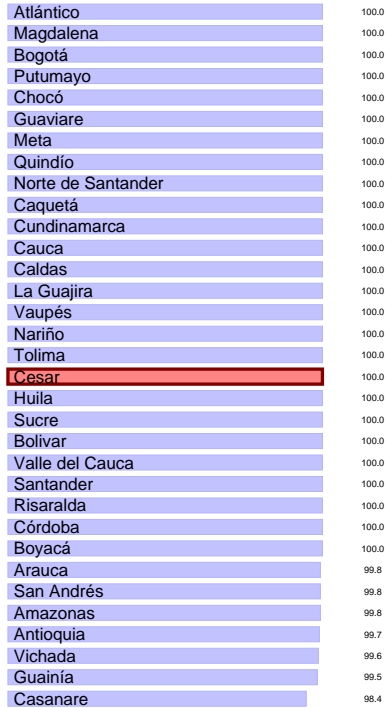 Atlántico 100.0
Magdalena 100.0
Bogotá 100.0
Putumayo 100.0
Chocó 100.0
Guaviare 100.0
Meta 100.0
Quindío 100.0
Norte de Santander 100.0
Caquetá 100.0
Cundinamarca 100.0
Cauca 100.0
Caldas 100.0
La Guajira 100.0
Vaupés 100.0
Nariño 100.0
Tolima 100.0
Cesar 100.0
Huila 100.0
Sucre 100.0
Bolivar 100.0
Valle del Cauca 100.0
Santander 100.0
Risaralda 100.0
Córdoba 100.0
Boyacá 100.0
Arauca 99.8
San Andrés 99.8
Amazonas 99.8
Antioquia 99.7
Vichada 99.6
Guainía 99.5
Casanare 98.4